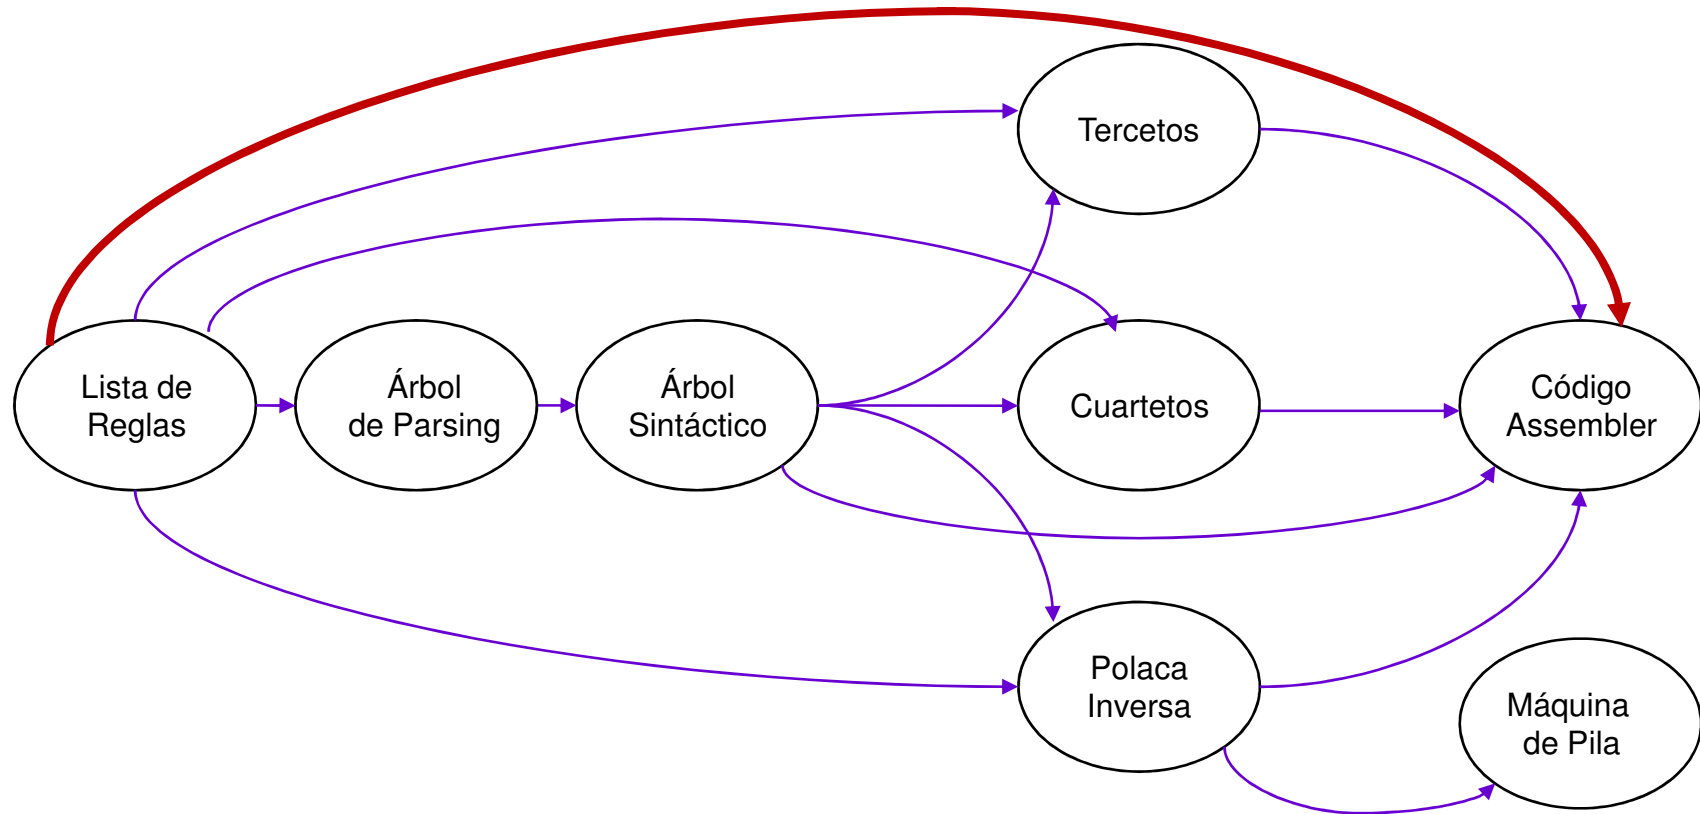 Tercetos
Lista de
Reglas
Árbol
de Parsing
Árbol
Sintáctico
Cuartetos
Código
Assembler
Polaca
Inversa
Máquina
de Pila